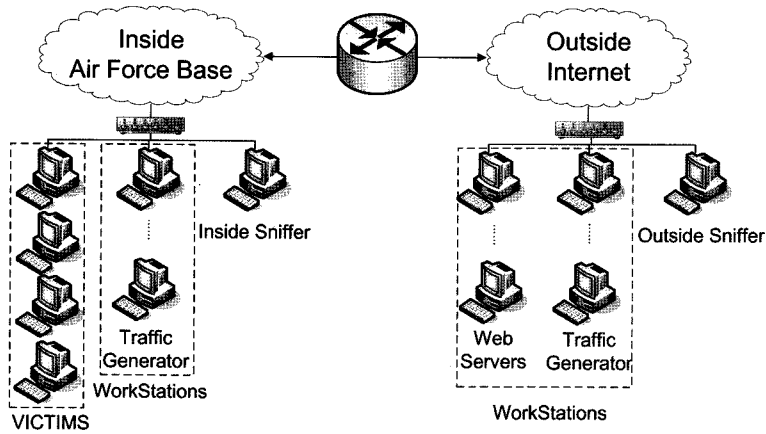 Inside
Air Force Base
Outside
Internet
Inside Sniffer
Outside Sniffer
Traffic
Generator
Web
Servers
Traffic
Generator
WorkStations
VICTIMS
WorkStations